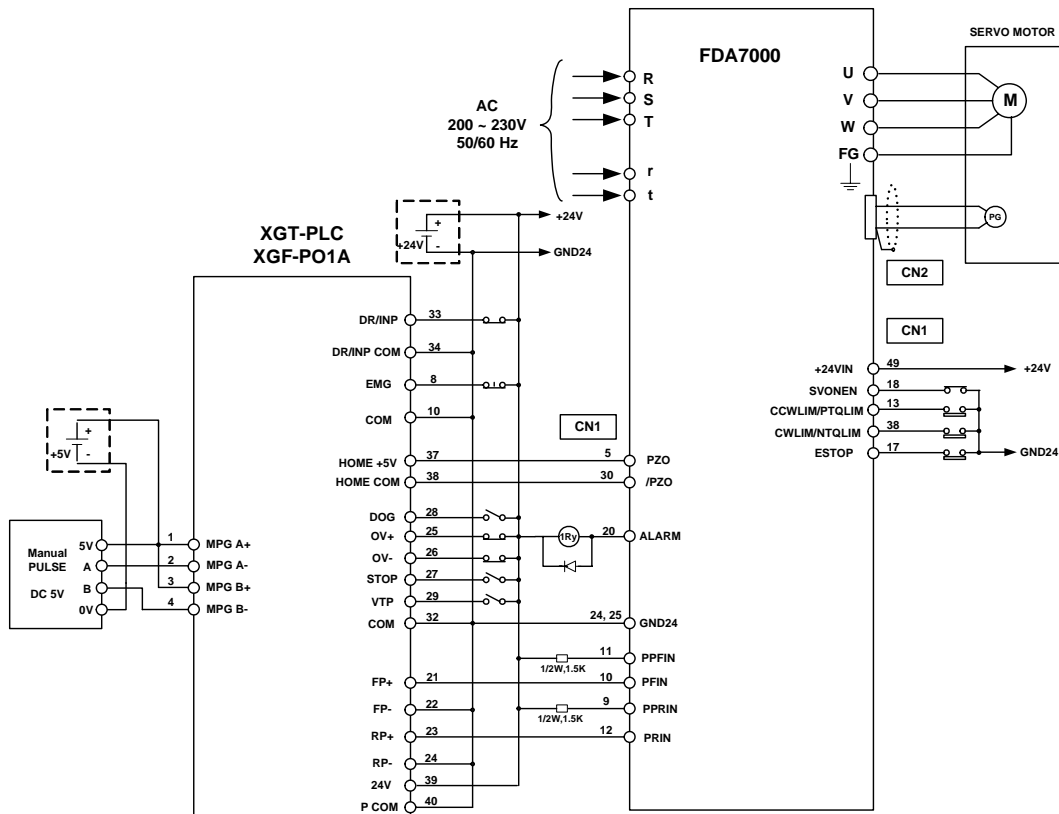 SERVO MOTOR
FDA7000
AC
200 ~ 230V
50/60 Hz
R
S
T
r
t
U
V
W
FG
M
PG
CN2
CN1
XGT-PLC
XGF-PO1A
+
+24V
-
+24V
GND24
DR/INP 33
DR/INP COM 34
EMG 8
COM 10
CN1
HOME +5V 37 5 PZO
HOME COM 38 30 /PZO
DOG 28
OV+ 25 1Ry 20 ALARM
OV- 26
STOP 27
VTP 29
COM 32 24, 25 GND24
11 PPFIN
1/2W,1.5K
FP+ 21 10 PFIN
FP- 22 9 PPRIN
1/2W,1.5K
RP+ 23 12 PRIN
RP- 24
24V 39
P COM 40
+24VIN 49 +24V
SVONEN 18
CCWLIM/PTQLIM 13
CWLIM/NTQLIM 38
ESTOP 17 GND24
+
+5V
-
Manual
PULSE
DC 5V
5V 1 MPG A+
A 2 MPG A-
B 3 MPG B+
0V 4 MPG B-